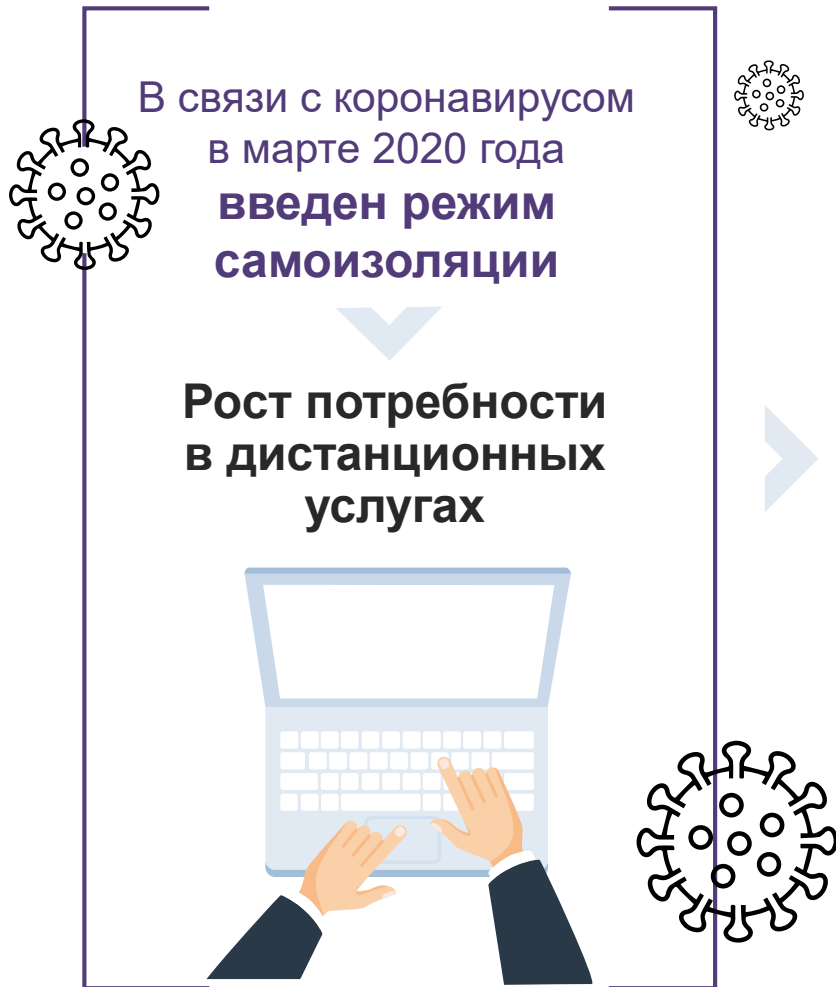 В связи с коронавирусом
в марте 2020 года
введен режим
самоизоляции
Рост потребности
в дистанционных
услугах